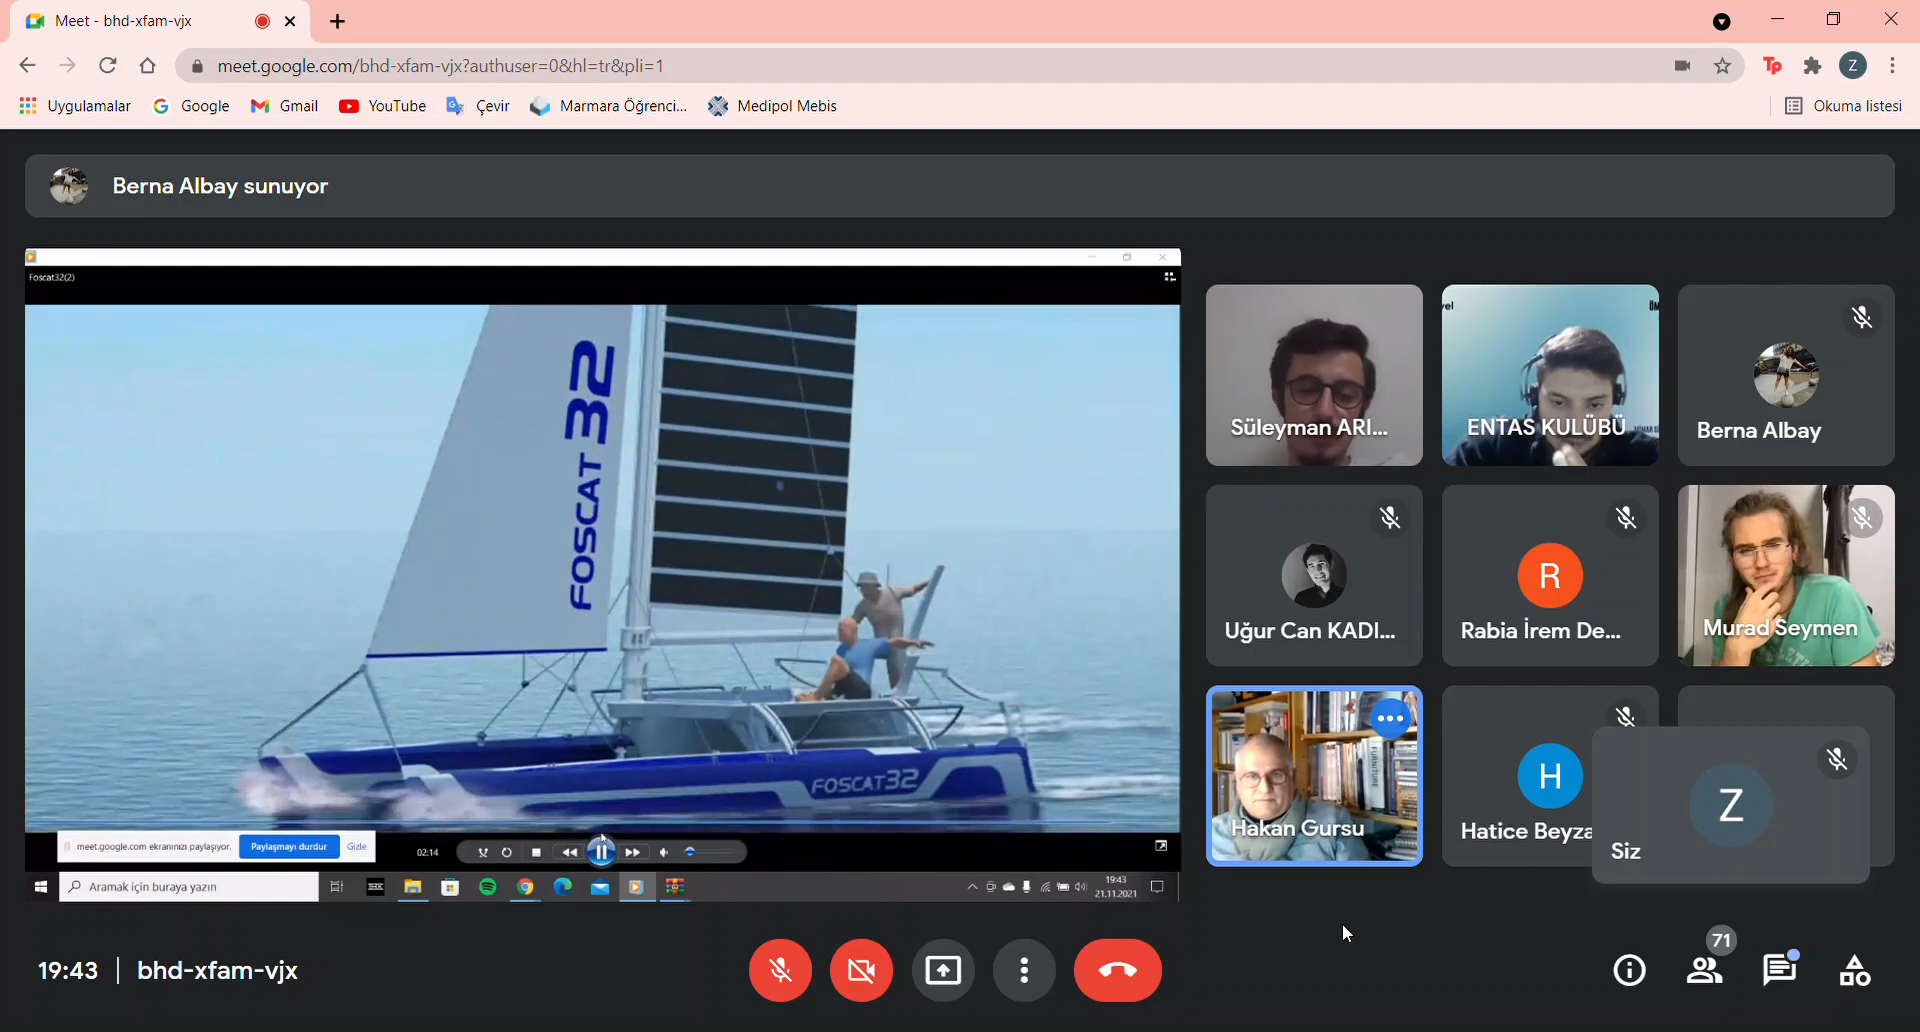 Meet - bhd-xfam-vjx
meet.google.com/bhd-xfam-vjx?authuser=0&hl=tr&pli=1
Tp
Z
Uygulamalar
Google
Gmail
YouTube
Çevir
Marmara Öğrenci...
Medipol Mebis
Okuma listesi
Berna Albay sunuyor
Foscat32(2)
FOSCAT 32
FOSCAT32
meet.google.com ekranınızı paylaşıyor.
Paylaşmayı durdur
Gizle
02:14
Aramak için buraya yazın
19:43
21.11.2021
Süleyman ARI...
vel
ÖM
ENTAS KULÜBÜ
Berna Albay
Uğur Can KADI...
R
Rabia İrem De...
Murad Seymen
FURNITURE
Hakan Gursu
H
Hatice Beyza
Z
Siz
19:43
bhd-xfam-vjx
71